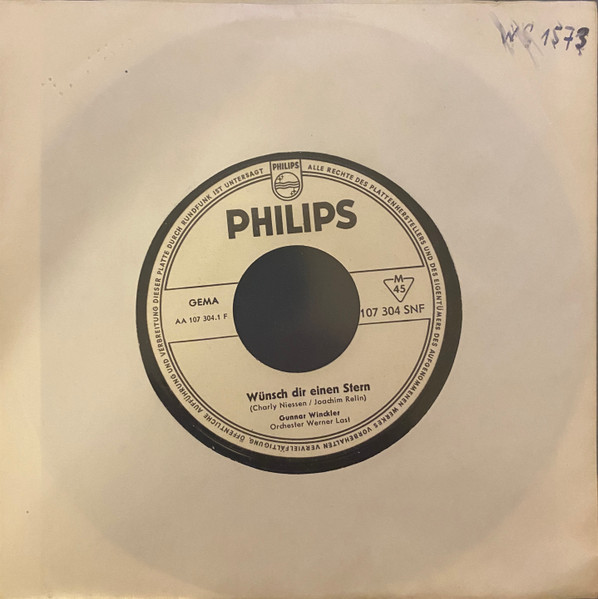 WS 1573
PHILIPS
ALLE RECHTE DES PLATTENHERSTELLERS UND DES EIGENTÜMERS DES AUFGENOMMENEN WERKES VORBEHALTEN VERVIELFÄLTIGUNG, ÖFFENTLICHE AUFFÜHRUNG UND VERBREITUNG DIESER PLATTE DURCH RUNDFUNK IST UNTERSAGT
PHILIPS
GEMA
AA 107 304.1 F
M
45
107 304 SNF
Wünsch dir einen Stern
(Charly Niessen / Joachim Relin)
Gunnar Winckler
Orchester Werner Last